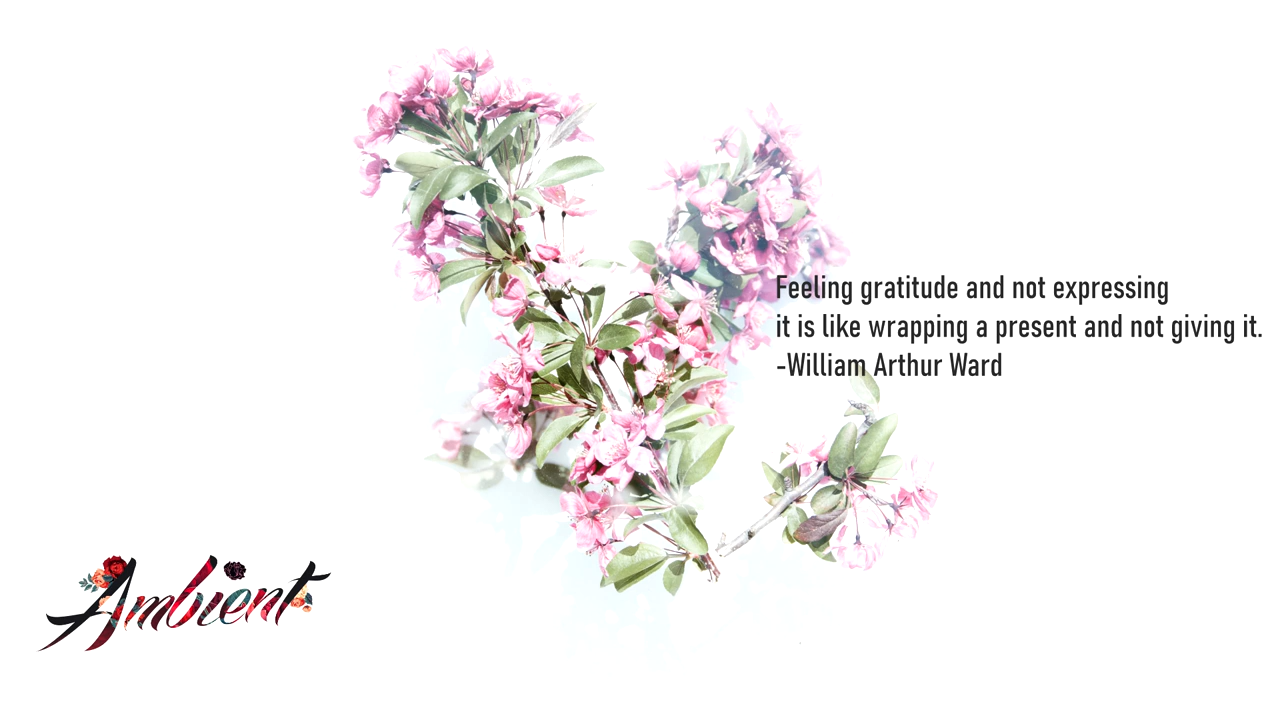 Feeling gratitude and not expressing
it is like wrapping a present and not giving it.
-William Arthur Ward
Ambient